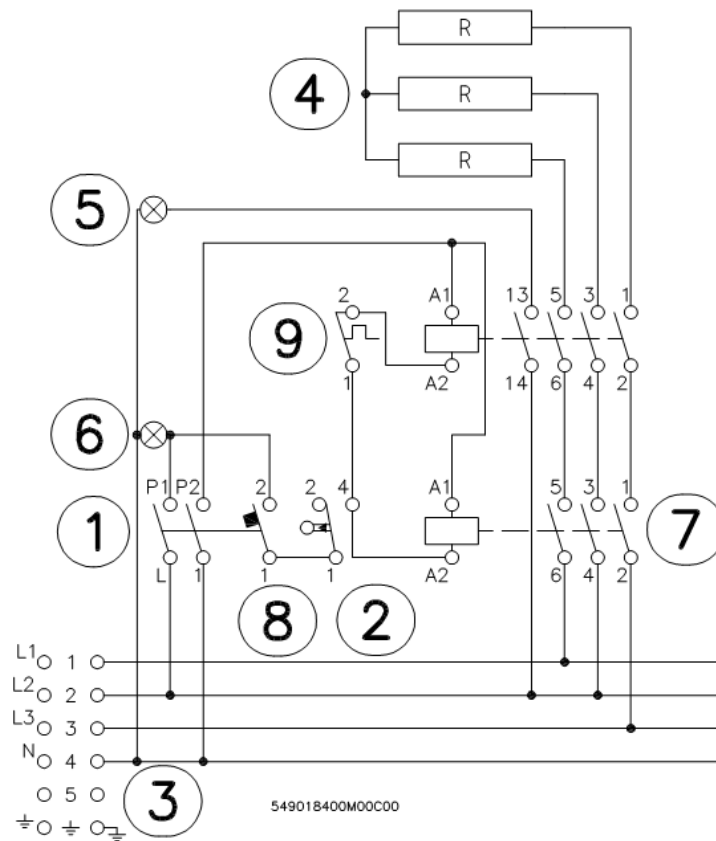 R
4 R
R
5
2 A1 13 5 3 1
9
1 A2 14 6 4 2
6
P1 P2 2 2 4 A1 5 3 1
1 7
L 1 1 1 A2 6 4 2
8 2
L1 1
L2 2
L3 3
N 4
5 3
549018400M00C00